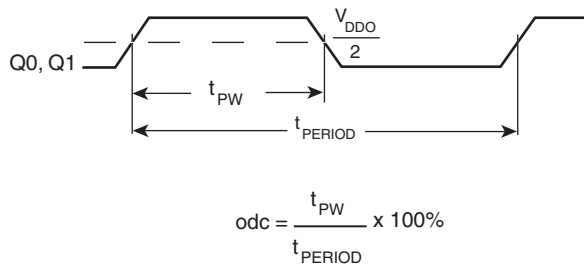 V_DDO
2
Q0, Q1
t_PW
t_PERIOD
odc = t_PW / t_PERIOD x 100%